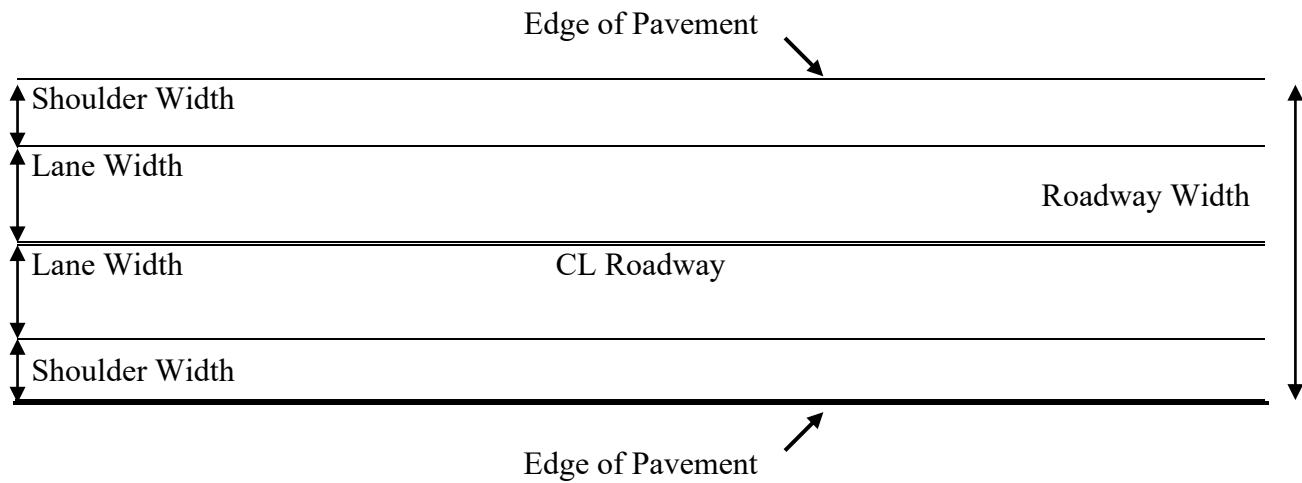 Edge of Pavement
Shoulder Width
Lane Width
Roadway Width
Lane Width
CL Roadway
Shoulder Width
Edge of Pavement